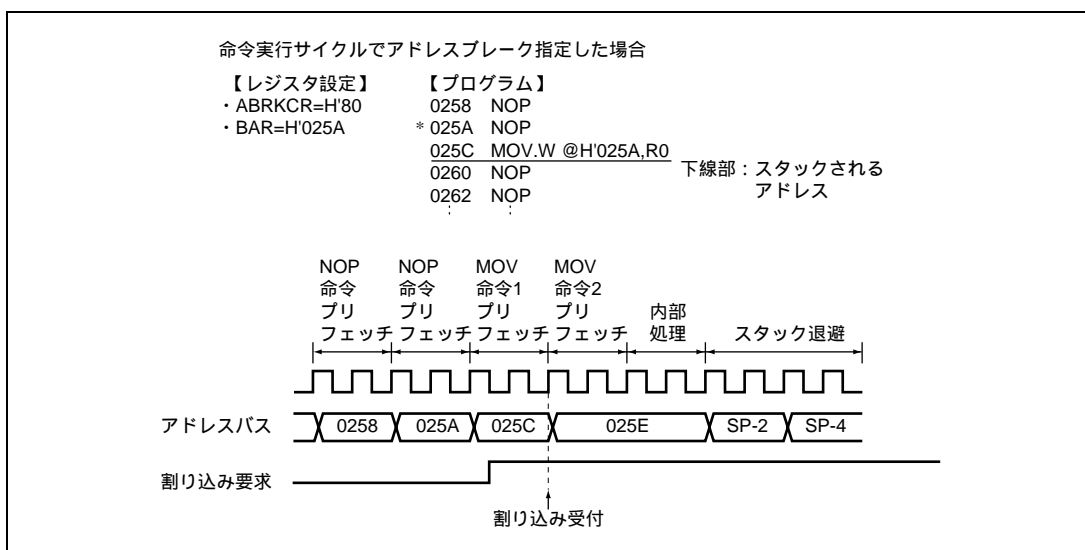 命令実行サイクルでアドレスブレーク指定した場合
【レジスタ設定】
・ABRKCR=H'80
・BAR=H'025A
【プログラム】
0258 NOP
* 025A NOP
025C MOV.W @H'025A,R0
0260 NOP
0262 NOP
下線部：スタックされる
アドレス
NOP
命令
プリ
フェッチ
NOP
命令
プリ
フェッチ
MOV
命令1
プリ
フェッチ
MOV
命令2
プリ
フェッチ
内部
処理
スタック退避
アドレスバス
0258
025A
025C
025E
SP-2
SP-4
割り込み要求
割り込み受付